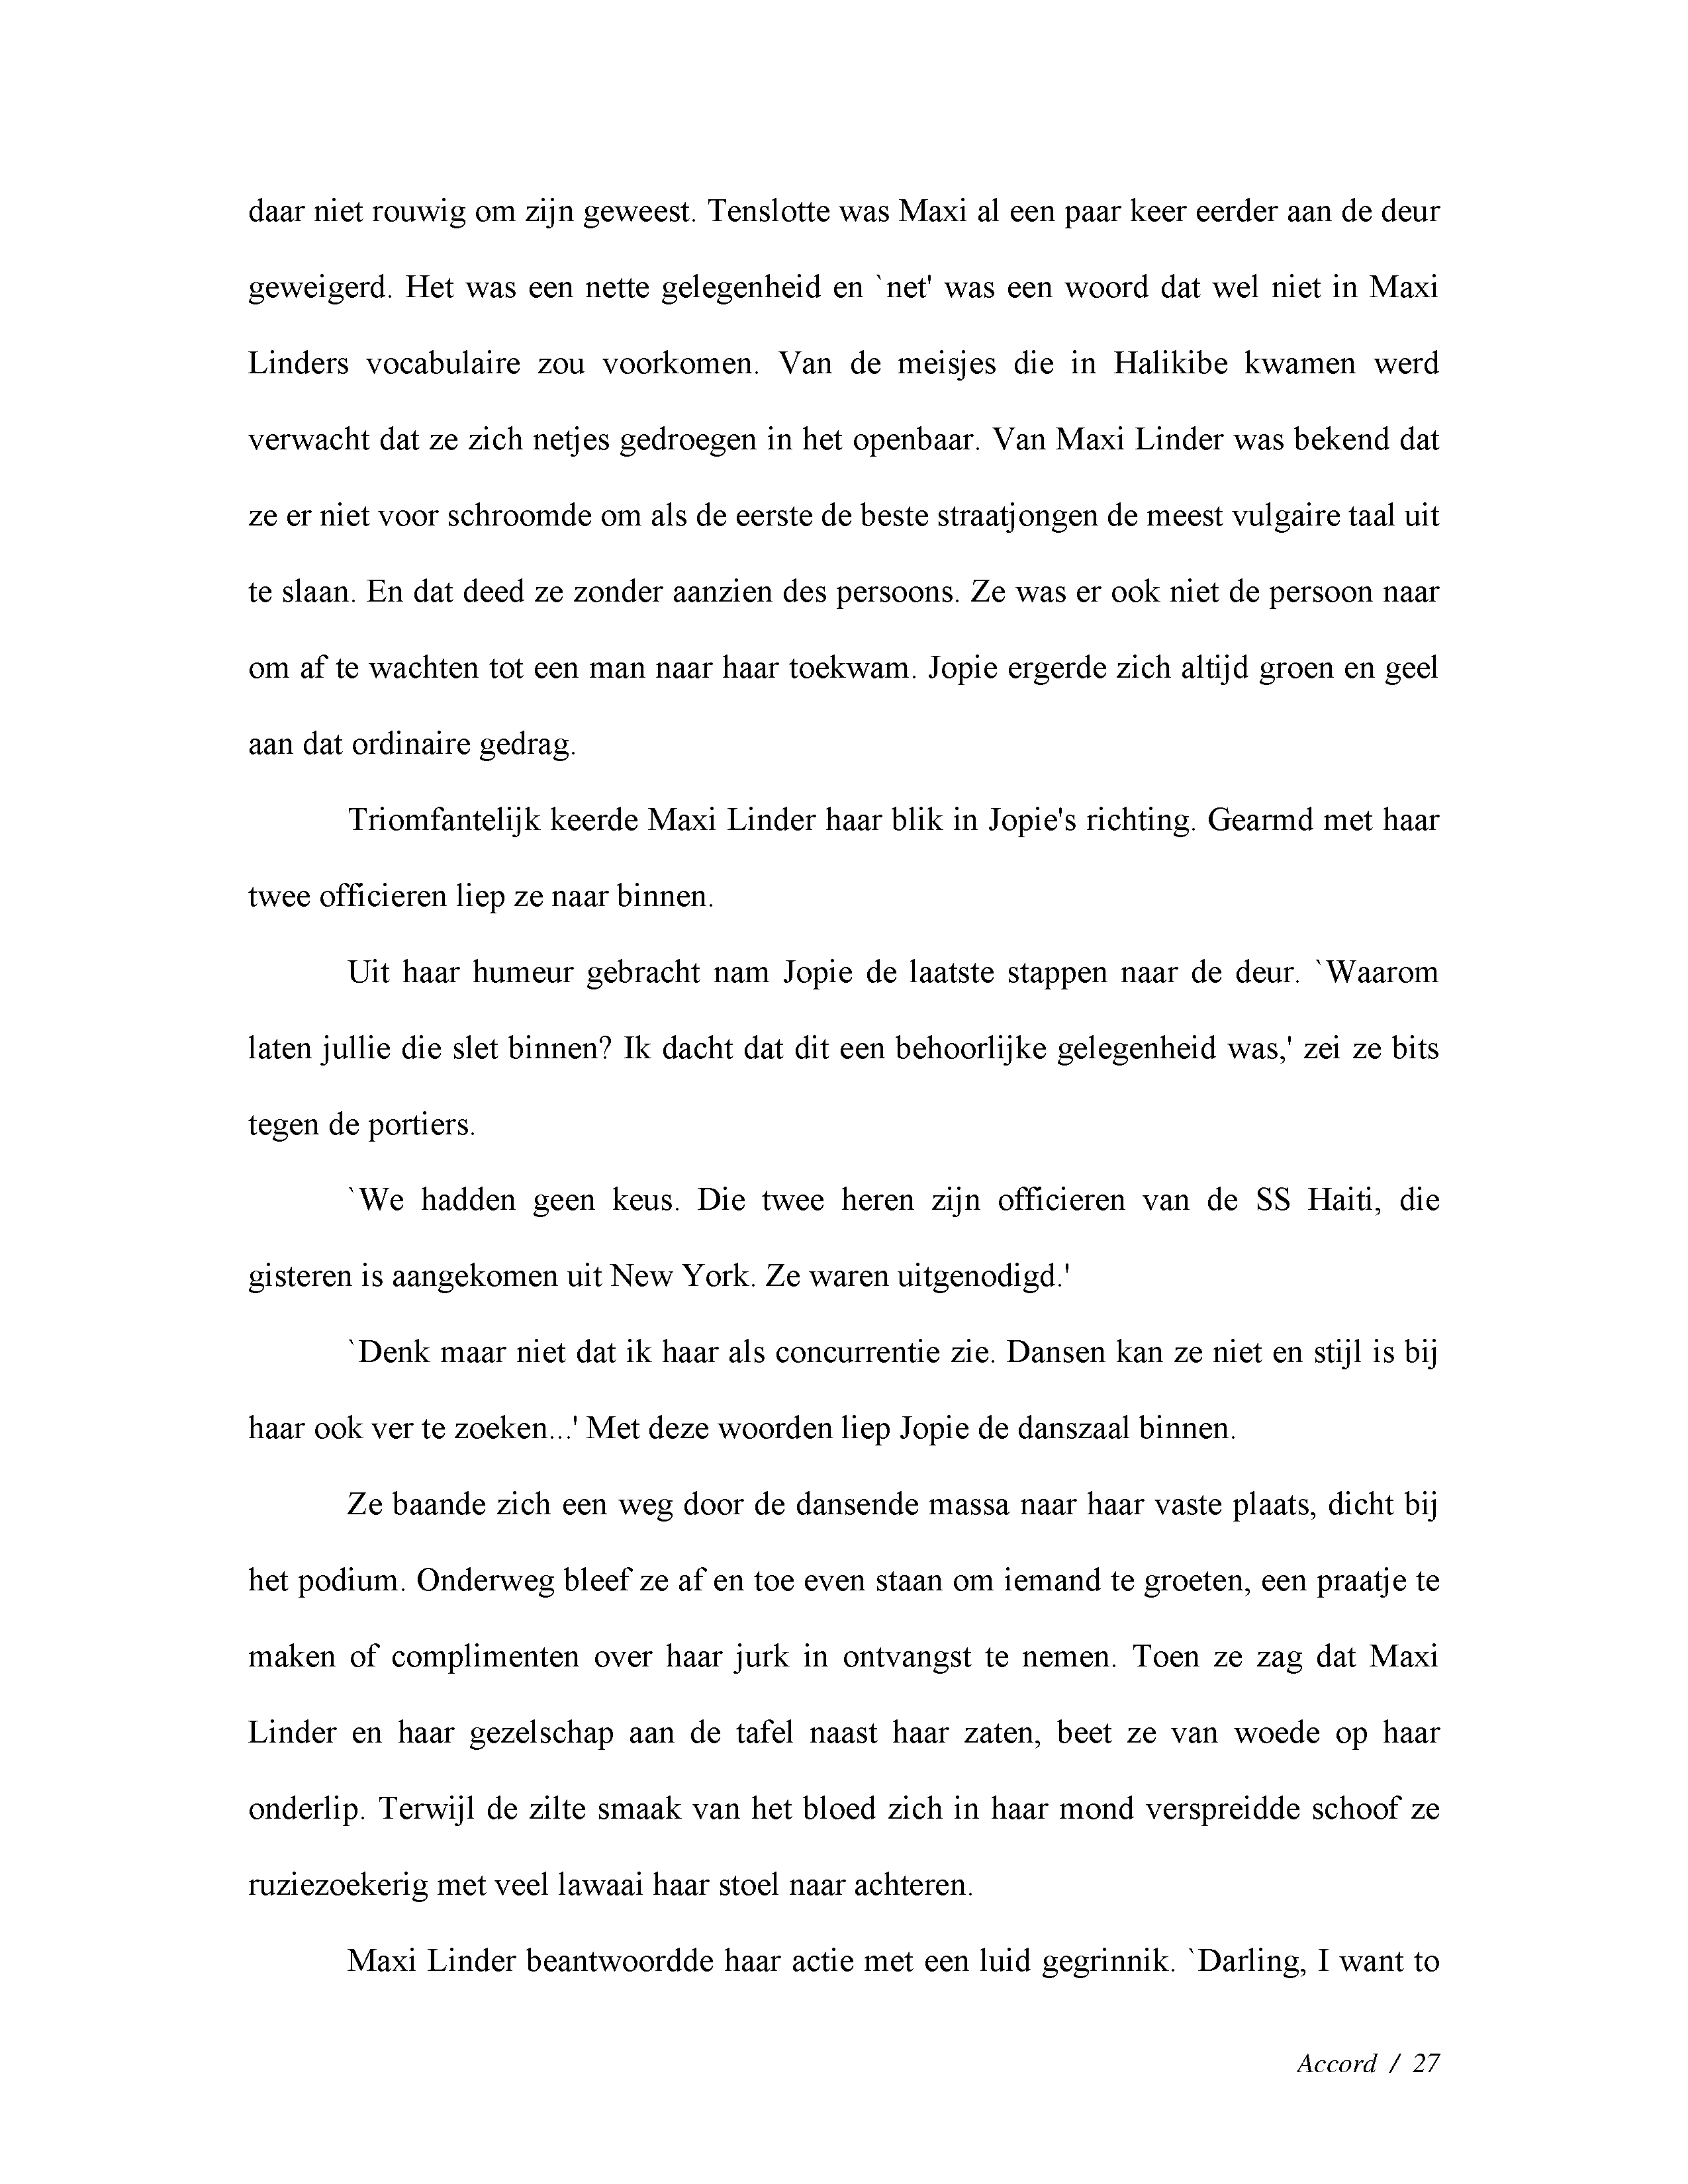 daar niet rouwig om zijn geweest. Tenslotte was Maxi al een paar keer eerder aan de deur
geweigerd. Het was een nette gelegenheid en `net' was een woord dat wel niet in Maxi
Linders vocabulaire zou voorkomen. Van de meisjes die in Halikibe kwamen werd
verwacht dat ze zich netjes gedroegen in het openbaar. Van Maxi Linder was bekend dat
ze er niet voor schroomde om als de eerste de beste straatjongen de meest vulgaire taal uit
te slaan. En dat deed ze zonder aanzien des persoons. Ze was er ook niet de persoon naar
om af te wachten tot een man naar haar toekwam. Jopie ergerde zich altijd groen en geel
aan dat ordinaire gedrag.
Triomfantelijk keerde Maxi Linder haar blik in Jopie's richting. Gearmd met haar
twee officieren liep ze naar binnen.
Uit haar humeur gebracht nam Jopie de laatste stappen naar de deur. `Waarom
laten jullie die slet binnen? Ik dacht dat dit een behoorlijke gelegenheid was,' zei ze bits
tegen de portiers.
`We hadden geen keus. Die twee heren zijn officieren van de SS Haiti, die
gisteren is aangekomen uit New York. Ze waren uitgenodigd.'
`Denk maar niet dat ik haar als concurrentie zie. Dansen kan ze niet en stijl is bij
haar ook ver te zoeken...' Met deze woorden liep Jopie de danszaal binnen.
Ze baande zich een weg door de dansende massa naar haar vaste plaats, dicht bij
het podium. Onderweg bleef ze af en toe even staan om iemand te groeten, een praatje te
maken of complimenten over haar jurk in ontvangst te nemen. Toen ze zag dat Maxi
Linder en haar gezelschap aan de tafel naast haar zaten, beet ze van woede op haar
onderlip. Terwijl de zilte smaak van het bloed zich in haar mond verspreidde schoof ze
ruziezoekerig met veel lawaai haar stoel naar achteren.
Maxi Linder beantwoordde haar actie met een luid gegrinnik. `Darling, I want to
Accord / 27